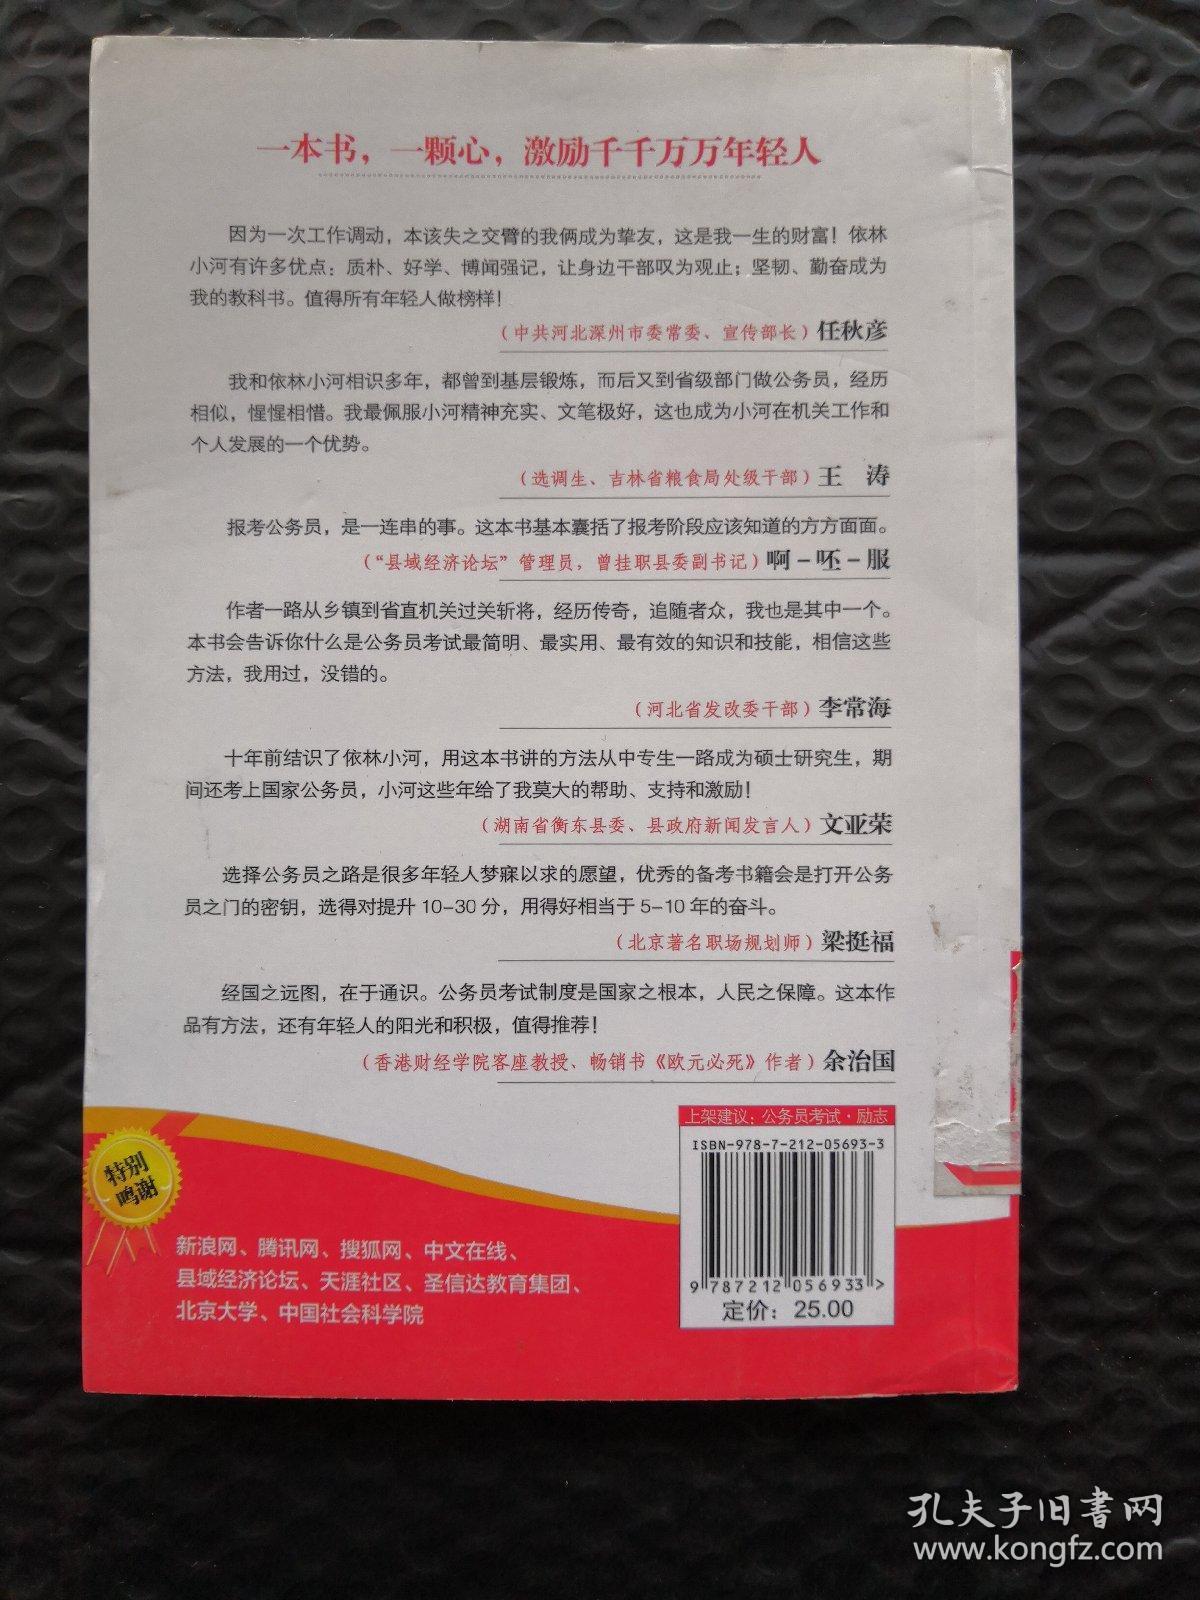 一本书，一颗心，激励千千万万年轻人
因为一次工作调动，本该失之交臂的我俩成为挚友，这是我一生的财富！依林
小河有许多优点：质朴、好学、博闻强记，让身边干部叹为观止；坚韧、勤奋成为
我的教科书。值得所有年轻人做榜样！
（中共河北深州市委常委、宣传部长）任秋彦
我和依林小河相识多年，都曾到基层锻炼，而后又到省级部门做公务员，经历
相似，惺惺相惜。我最佩服小河精神充实、文笔极好，这也成为小河在机关工作和
个人发展的一个优势。
（选调生、吉林省粮食局处级干部）王　涛
报考公务员，是一连串的事。这本书基本囊括了报考阶段应该知道的方方面面。
（“县域经济论坛”管理员，曾挂职县委副书记）啊－呸－服
作者一路从乡镇到省直机关过关斩将，经历传奇，追随者众，我也是其中一个。
本书会告诉你什么是公务员考试最简明、最实用、最有效的知识和技能，相信这些
方法，我用过，没错的。
（河北省发改委干部）李常海
十年前结识了依林小河，用这本书讲的方法从中专生一路成为硕士研究生，期
间还考上国家公务员，小河这些年给了我莫大的帮助、支持和激励！
（湖南省衡东县委、县政府新闻发言人）文亚荣
选择公务员之路是很多年轻人梦寐以求的愿望，优秀的备考书籍会是打开公务
员之门的密钥，选得对提升10-30分，用得好相当于5-10年的奋斗。
（北京著名职场规划师）梁挺福
经国之远图，在于通识。公务员考试制度是国家之根本，人民之保障。这本作
品有方法，还有年轻人的阳光和积极，值得推荐！
（香港财经学院客座教授、畅销书《欧元必死》作者）余治国
上架建议：公务员考试·励志
ISBN-978-7-212-05693-3
9 787212 056933 >
定价：25.00
特别
鸣谢
新浪网、腾讯网、搜狐网、中文在线、
县域经济论坛、天涯社区、圣信达教育集团、
北京大学、中国社会科学院
孔夫子旧书网
www.kongfz.com